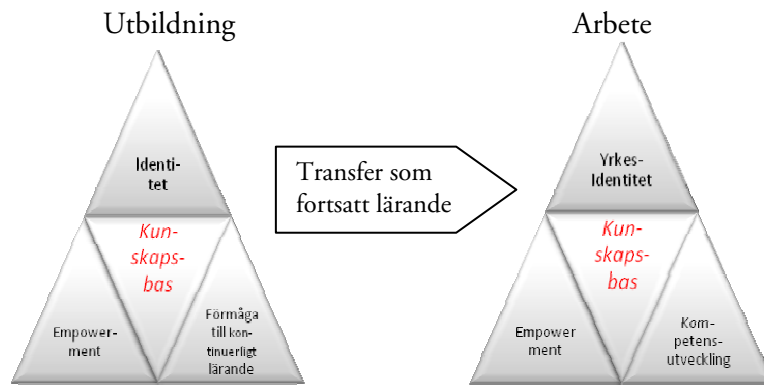 Utbildning
Arbete
Identi-
tet
Kun-
skaps-
bas
Empower-
ment
Förmåga
till kon-
tinuerligt
lärande
Transfer som
fortsatt lärande
Yrkes-
Identitet
Kun-
skaps-
bas
Empower
ment
Kom-
petens-
utveckling